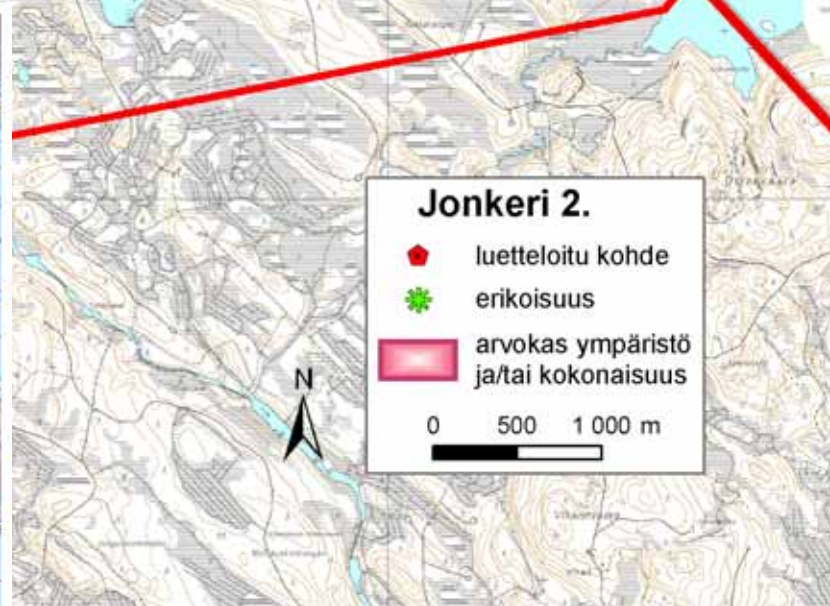 Jonkeri 2.
luetteloitu kohde
erikoisuus
arvokas ympäristö
ja/tai kokonaisuus
N
0 500 1 000 m